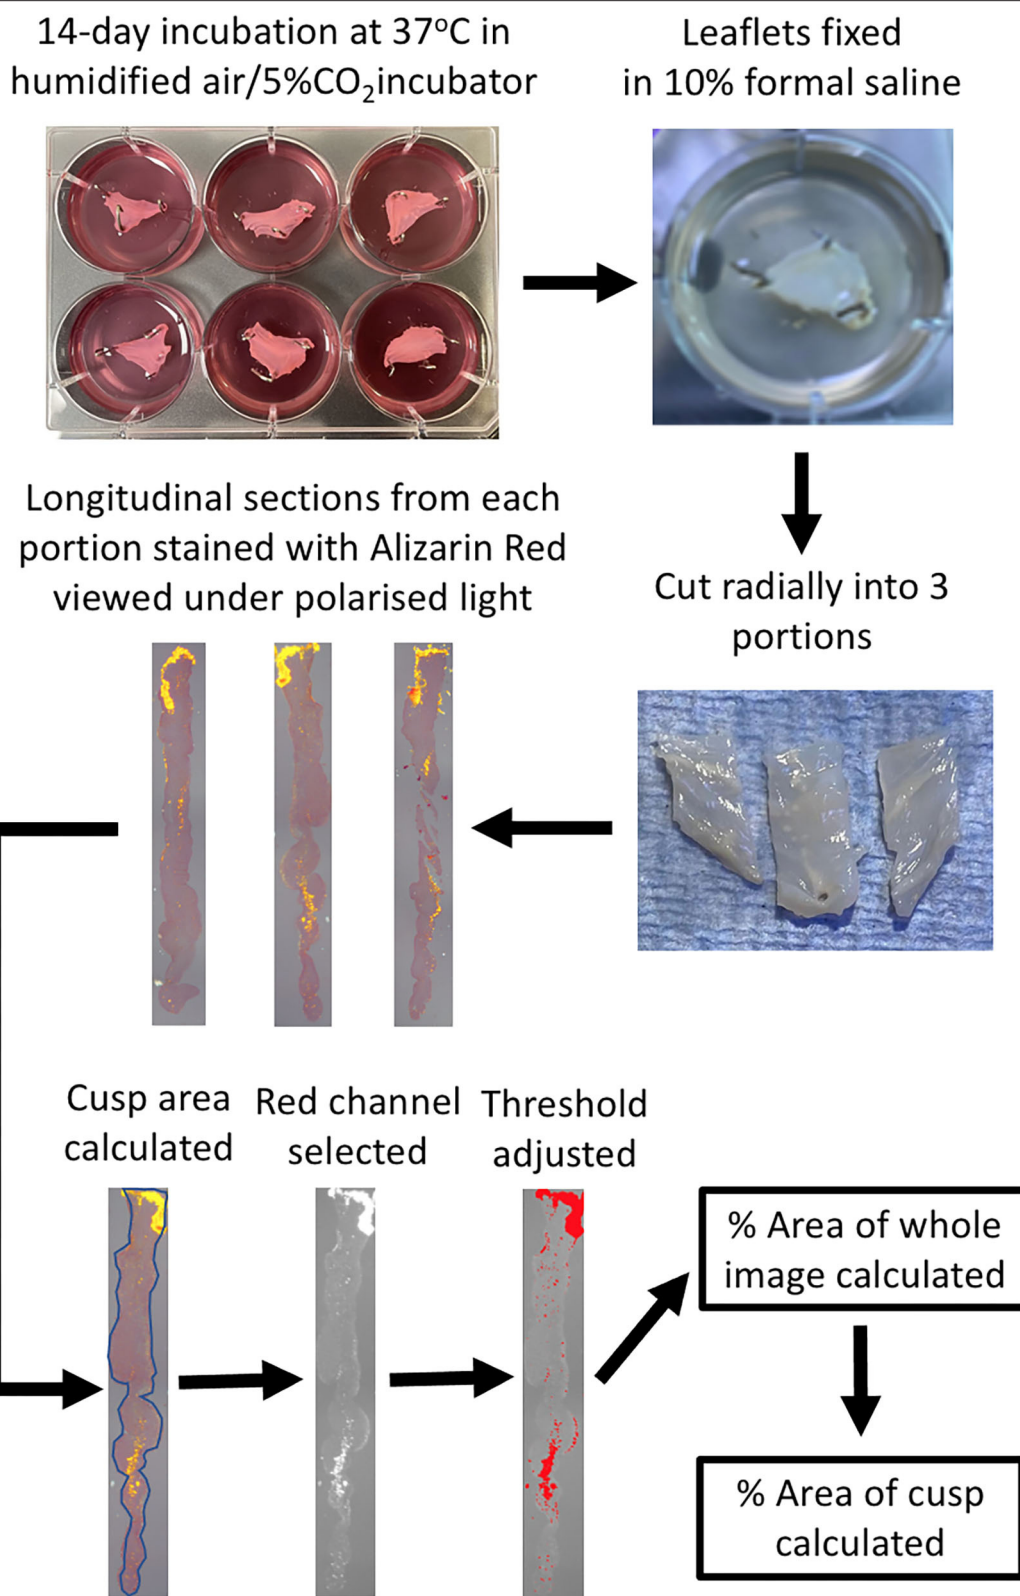 14-day incubation at 37ºC in
humidified air/5%CO₂incubator
Leaflets fixed
in 10% formal saline
Cut radially into 3
portions
Longitudinal sections from each
portion stained with Alizarin Red
viewed under polarised light
Cusp area
calculated
Red channel
selected
Threshold
adjusted
% Area of whole
image calculated
% Area of cusp
calculated